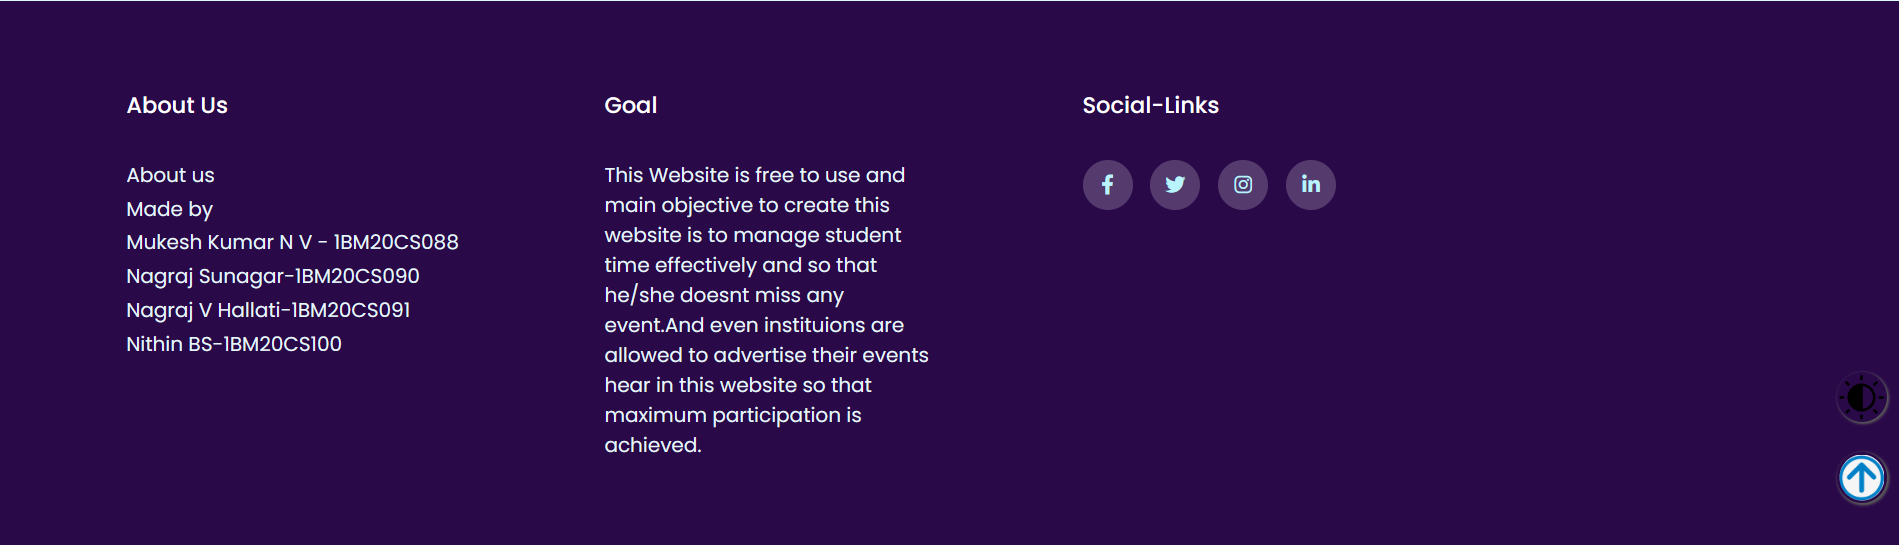 About Us
About us
Made by
Mukesh Kumar N V - 1BM20CS088
Nagraj Sunagar-1BM20CS090
Nagraj V Hallati-1BM20CS091
Nithin BS-1BM20CS100
Goal
This Website is free to use and
main objective to create this
website is to manage student
time effectively and so that
he/she doesnt miss any
event.And even instituions are
allowed to advertise their events
hear in this website so that
maximum participation is
achieved.
Social-Links